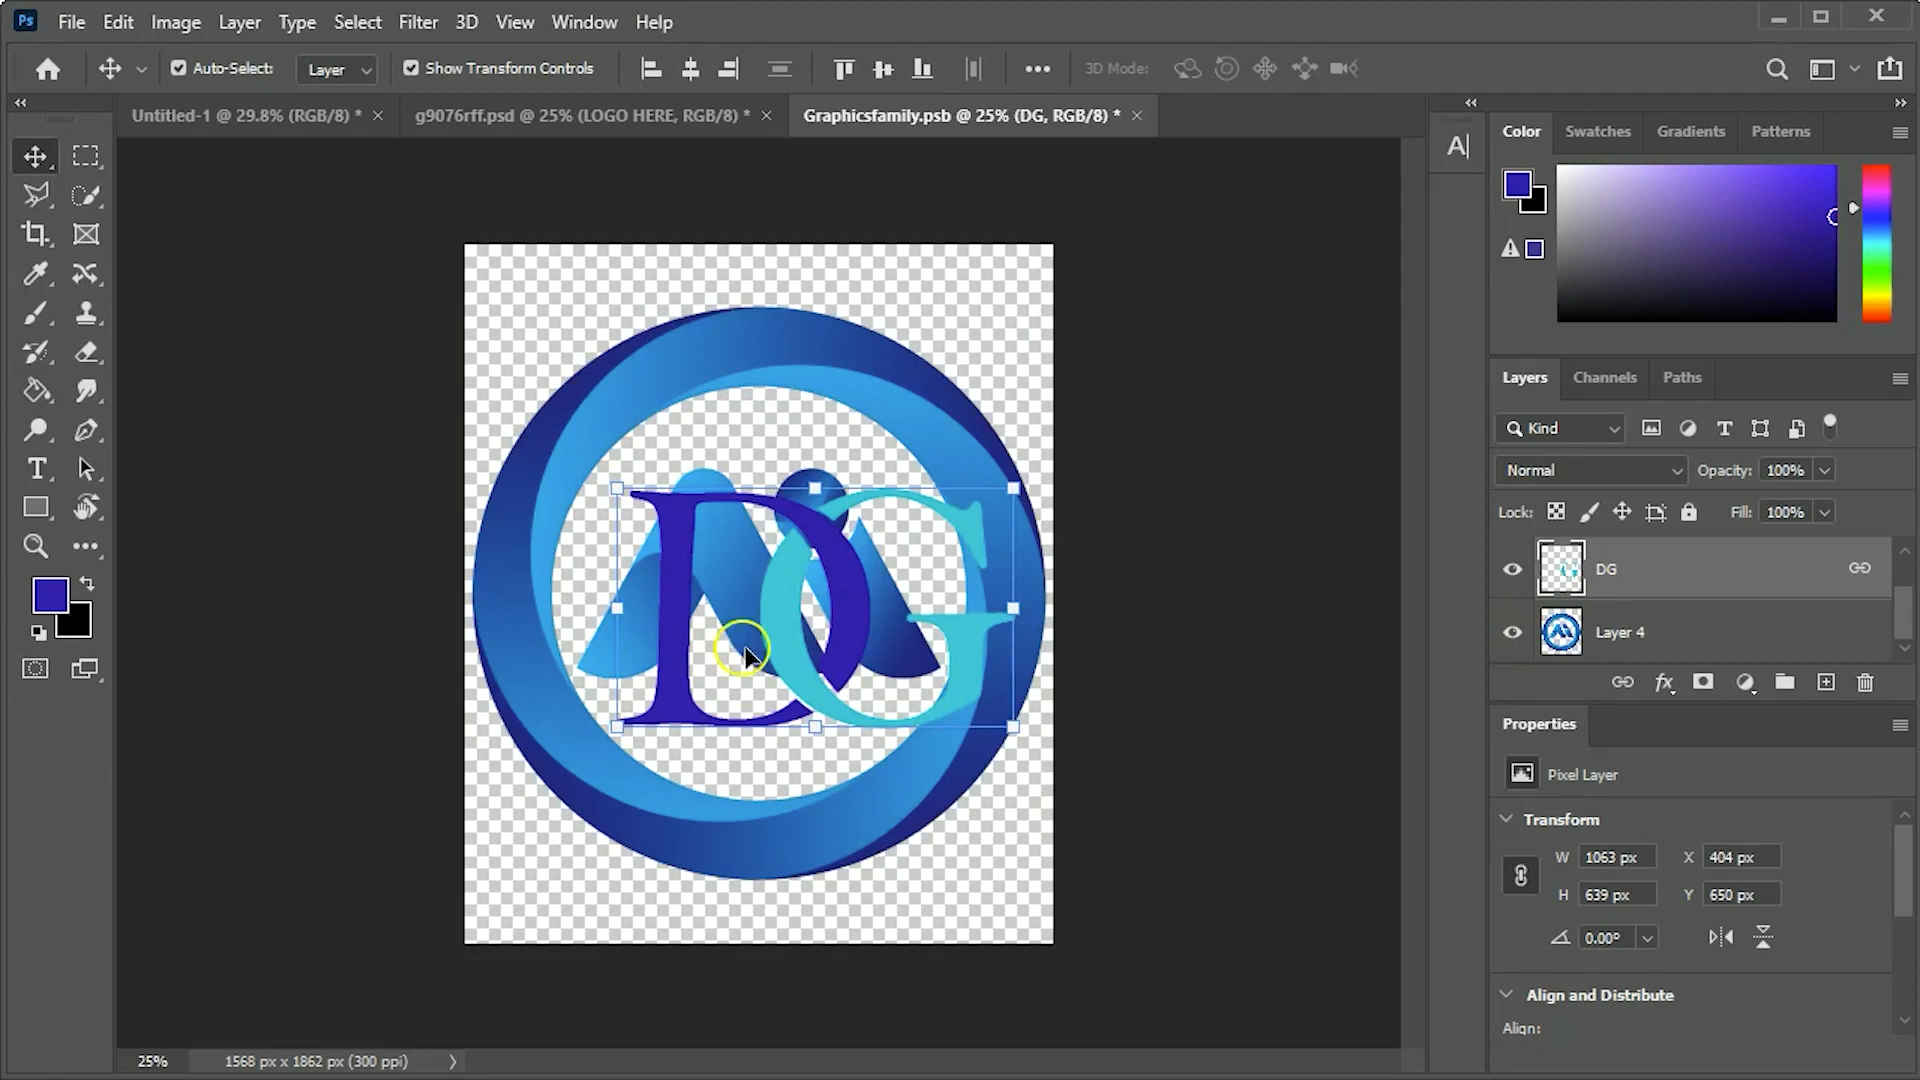 Ps File Edit Image Layer Type Select Filter 3D View Window Help
Auto-Select: Layer Show Transform Controls 3D Mode:
Untitled-1 @ 29.8% (RGB/8) * g9076rff.psd @ 25% (LOGO HERE, RGB/8) * Graphicsfamily.psb @ 25% (DG, RGB/8) *
Color Swatches Gradients Patterns
DG
Layers Channels Paths
Kind
Normal Opacity: 100%
Lock: Fill: 100%
DG
Layer 4
fx
Properties
Pixel Layer
Transform
W 1063 px X 404 px
H 639 px Y 650 px
0.00°
Align and Distribute
Align:
25% 1568 px x 1862 px (300 ppi)